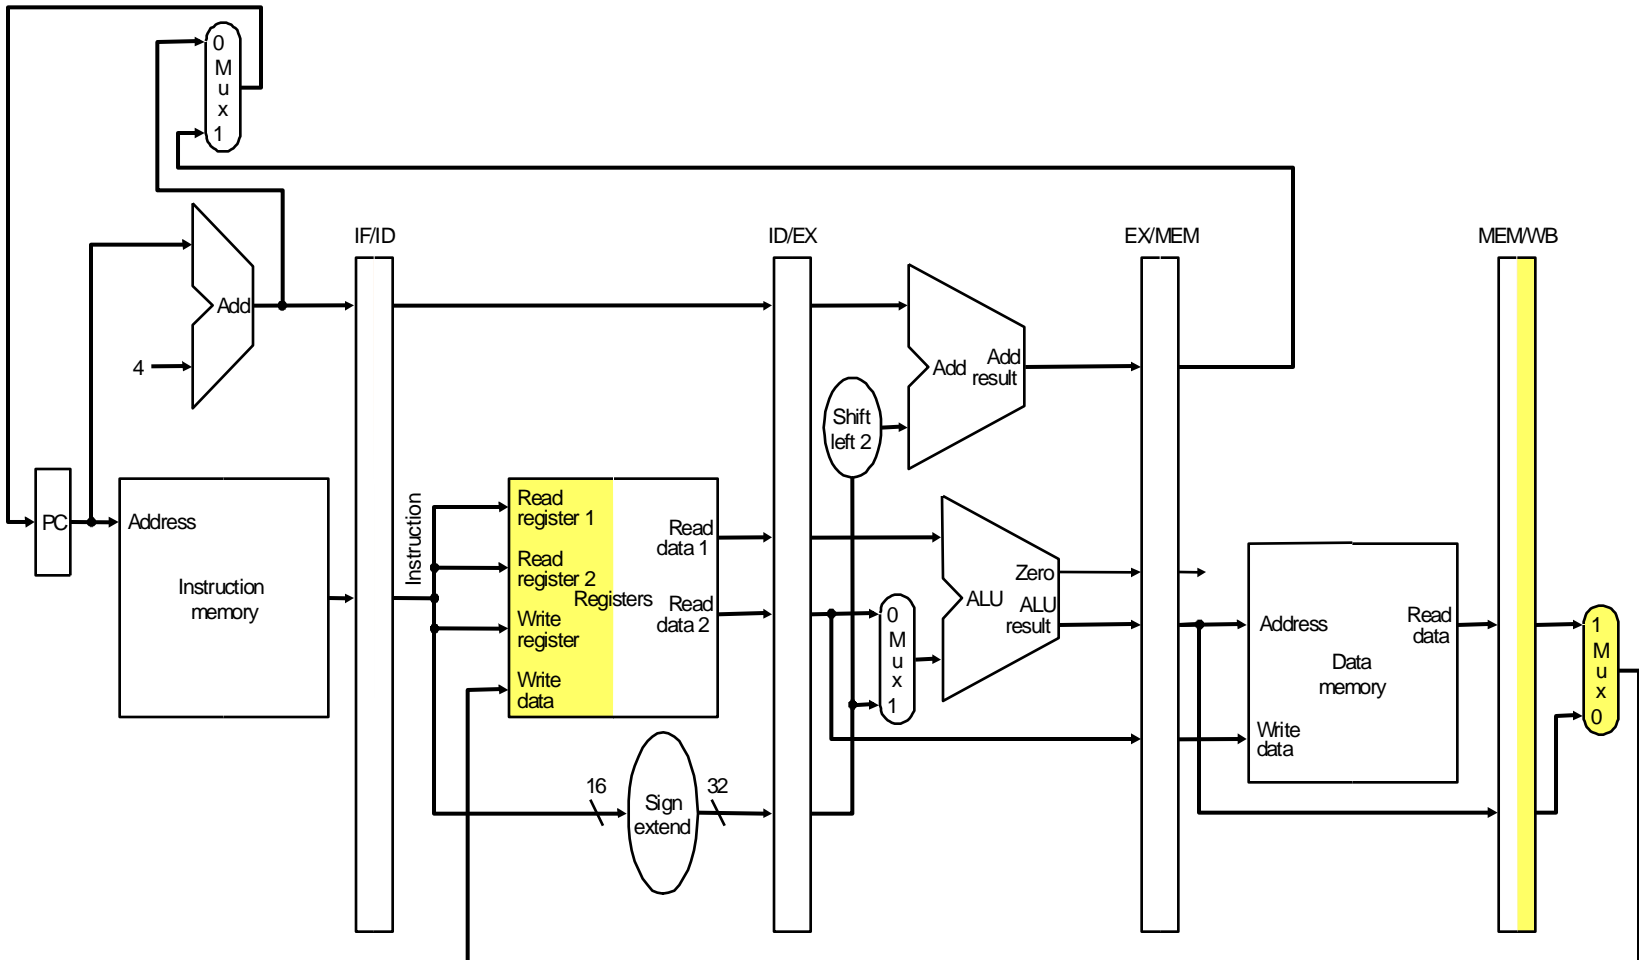 0
M
u
x
1
IF/ID
ID/EX
EX/MEM
MEM/WB
Add
4
Add
Add
result
Shift
left 2
PC
Address
Instruction
memory
Instruction
Read
register 1
Read
register 2
Write
register
Write
data
Registers
Read
data 1
Read
data 2
16
Sign
extend
32
0
M
u
x
1
Zero
ALU
ALU
result
Address
Read
data
Data
memory
Write
data
1
M
u
x
0